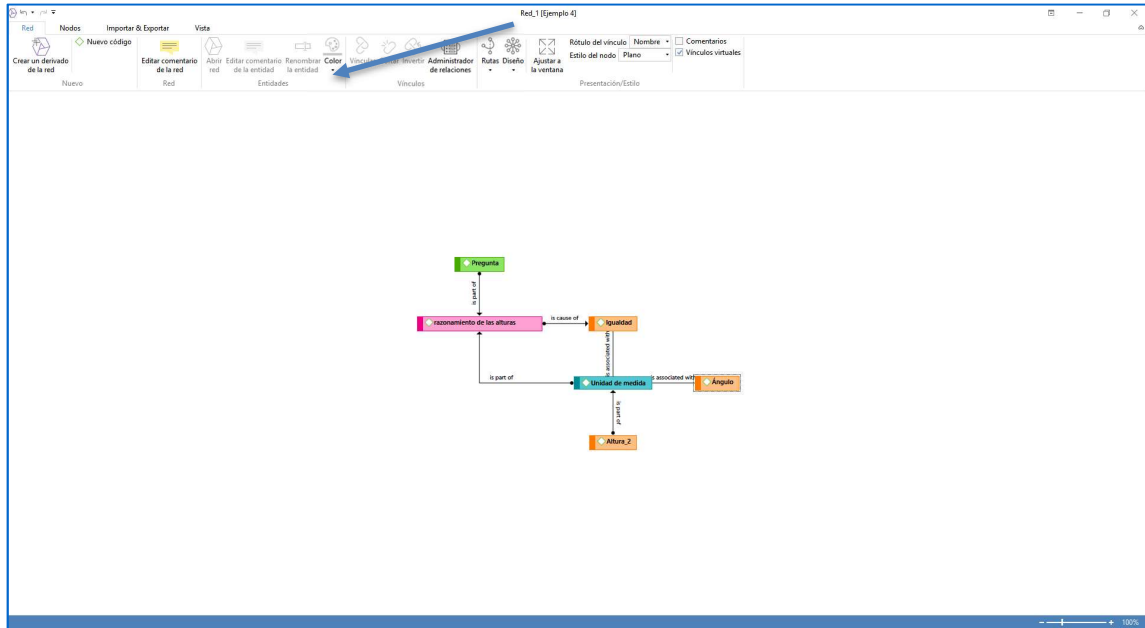 Red_1 [Ejemplo 4]
Red Nodos Importar & Exportar Vista
Nuevo código
Crear un derivado
de la red
Editar comentario
de la red
Abrir
red
Editar comentario
de la entidad
Renombrar
la entidad
Color
Invertir
Administrador
de relaciones
Rutas
Diseño
Ajustar a
la ventana
Rótulo del vínculo Nombre
Estilo del nodo Plano
Comentarios
Vínculos virtuales
Nuevo Red Entidades Vínculos Presentación/Estilo
Pregunta
is part of
razonamiento de las alturas
is cause of
Igualdad
is associated with
is part of
Unidad de medida
is associated with
Ángulo
is part of
Altura_2
100%